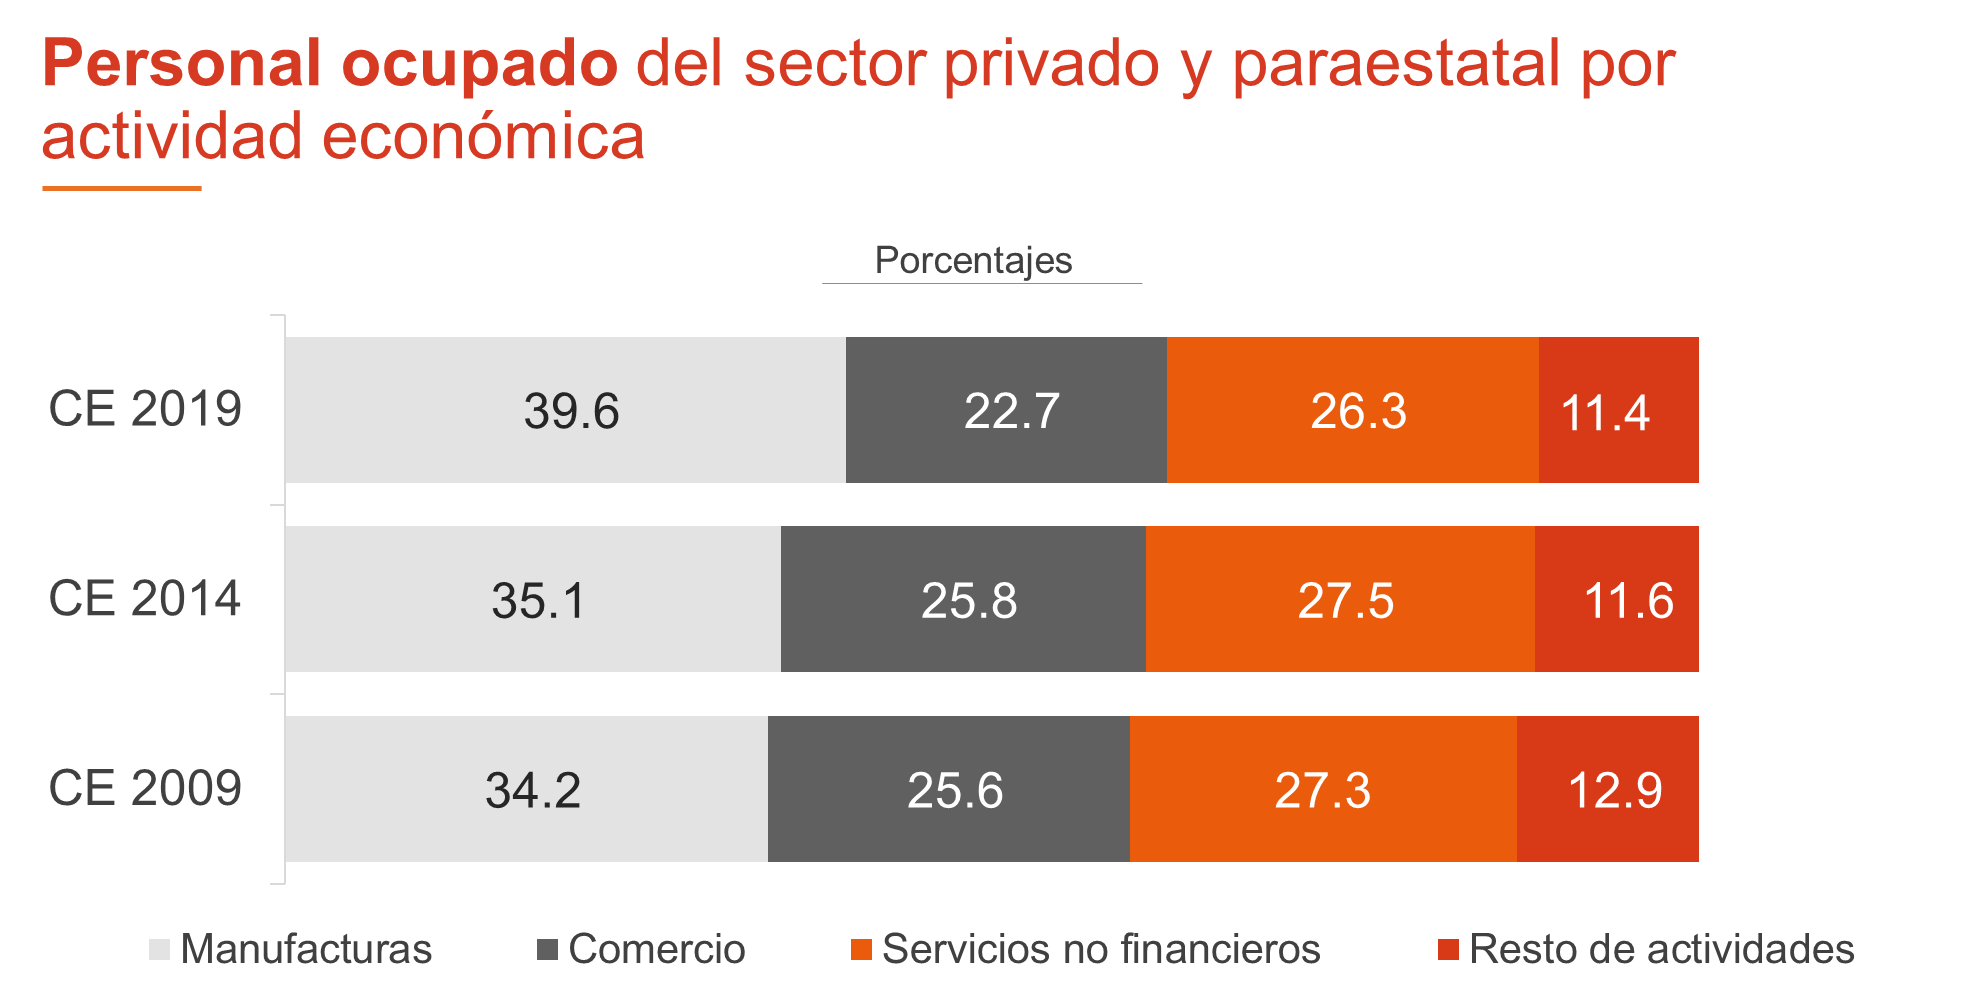 Personal ocupado del sector privado y paraestatal por
actividad económica
Porcentajes
CE 2019
39.6
22.7
26.3
11.4
CE 2014
35.1
25.8
27.5
11.6
CE 2009
34.2
25.6
27.3
12.9
Manufacturas
Comercio
Servicios no financieros
Resto de actividades